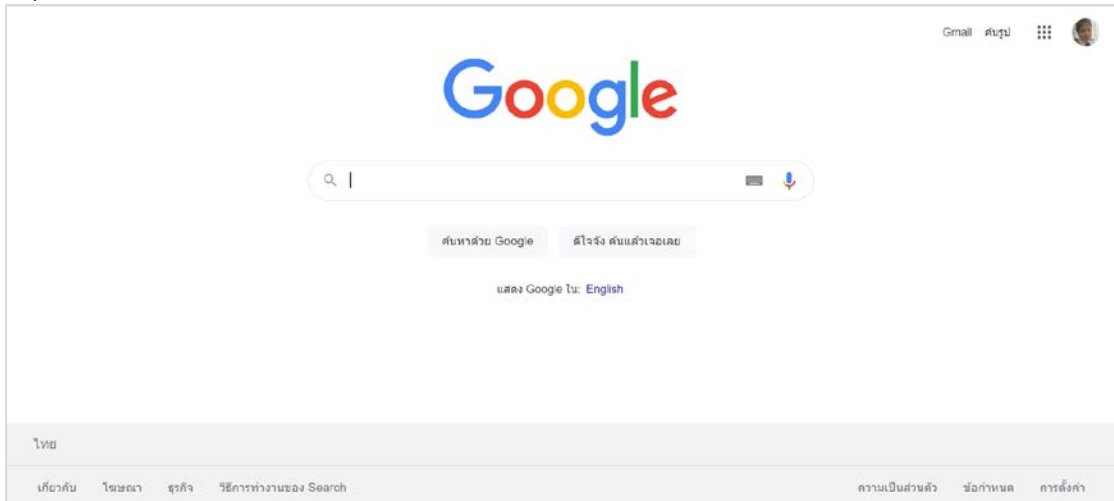 Gmail ค้นรูป
Google
ค้นหาด้วย Google ดีใจจัง ค้นแล้วเจอเลย
แสดง Google ใน: English
ไทย
เกี่ยวกับ โฆษณา ธุรกิจ วิธีการทำงานของ Search ความเป็นส่วนตัว ข้อกำหนด การตั้งค่า